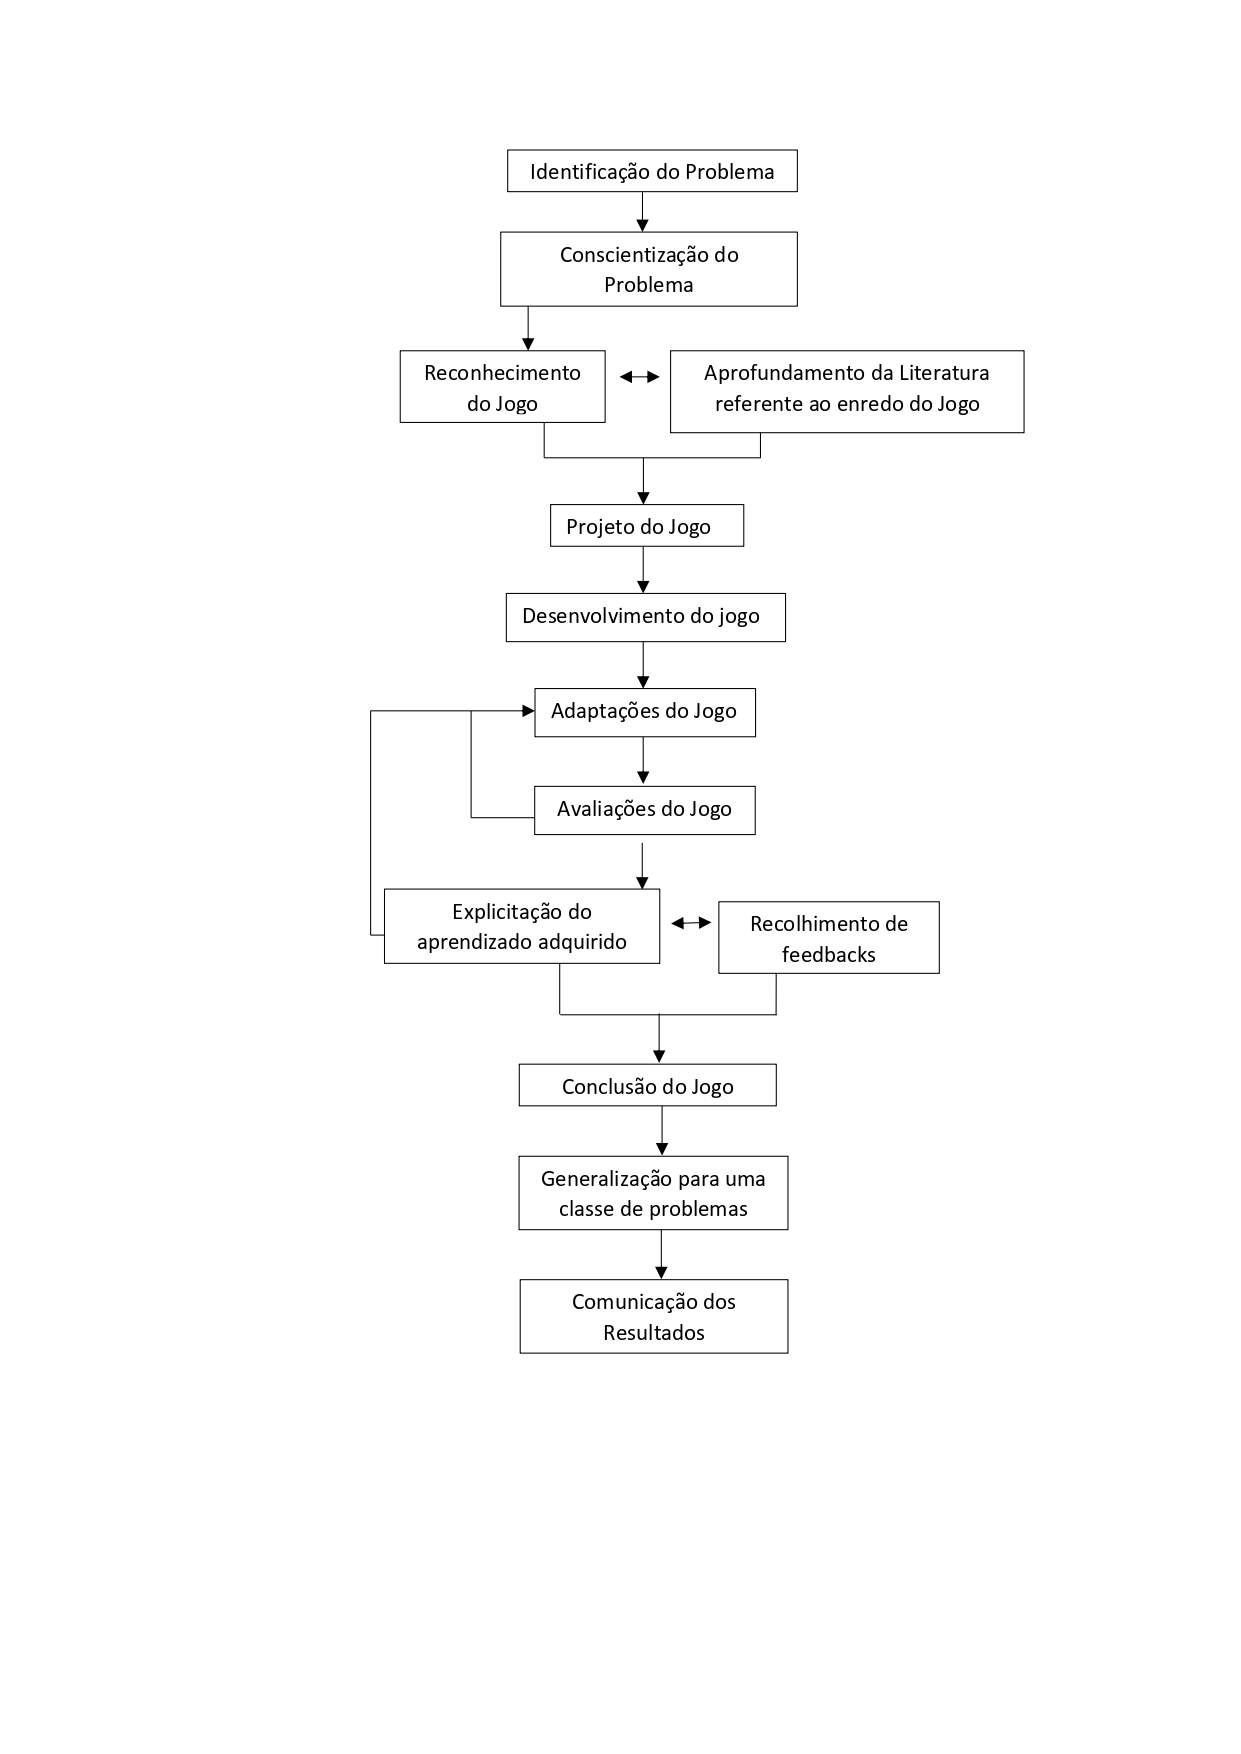 Identificação do Problema
Conscientização do
Problema
Reconhecimento
do Jogo
Aprofundamento da Literatura
referente ao enredo do Jogo
Projeto do Jogo
Desenvolvimento do jogo
Adaptações do Jogo
Avaliações do Jogo
Explicitação do
aprendizado adquirido
Recolhimento de
feedbacks
Conclusão do Jogo
Generalização para uma
classe de problemas
Comunicação dos
Resultados